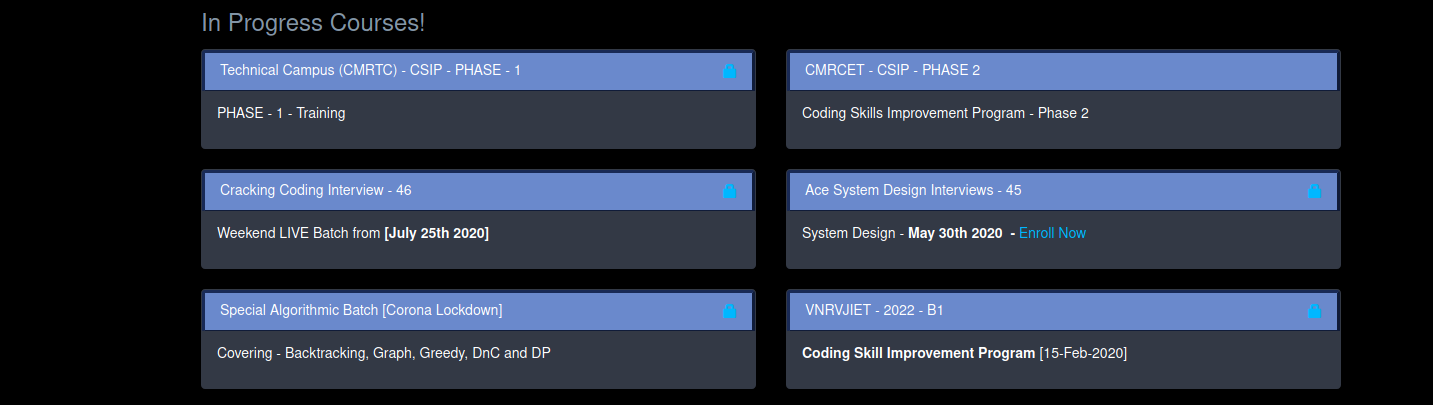 In Progress Courses!
Technical Campus (CMRTC) - CSIP - PHASE - 1
PHASE - 1 - Training
CMRCET - CSIP - PHASE 2
Coding Skills Improvement Program - Phase 2
Cracking Coding Interview - 46
Weekend LIVE Batch from [July 25th 2020]
Ace System Design Interviews - 45
System Design - May 30th 2020 - Enroll Now
Special Algorithmic Batch [Corona Lockdown]
Covering - Backtracking, Graph, Greedy, DnC and DP
VNRVJIET - 2022 - B1
Coding Skill Improvement Program [15-Feb-2020]